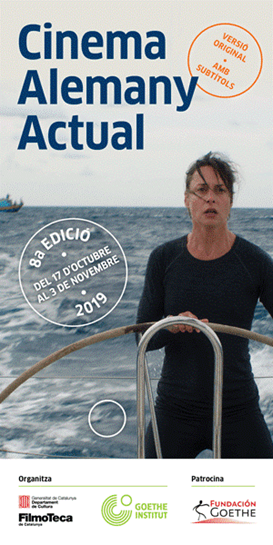 Cinema
Alemany
Actual
VERSIÓ
ORIGINAL
•
AMB
SUBTÍTOLS
8a EDICIÓ
•
DEL 17 D'OCTUBRE
AL 3 DE NOVEMBRE
•
2019
Organitza
Patrocina
Generalitat de Catalunya
Departament
de Cultura
FilmoTeca
de Catalunya
GOETHE
INSTITUT
FUNDACIÓN
GOETHE